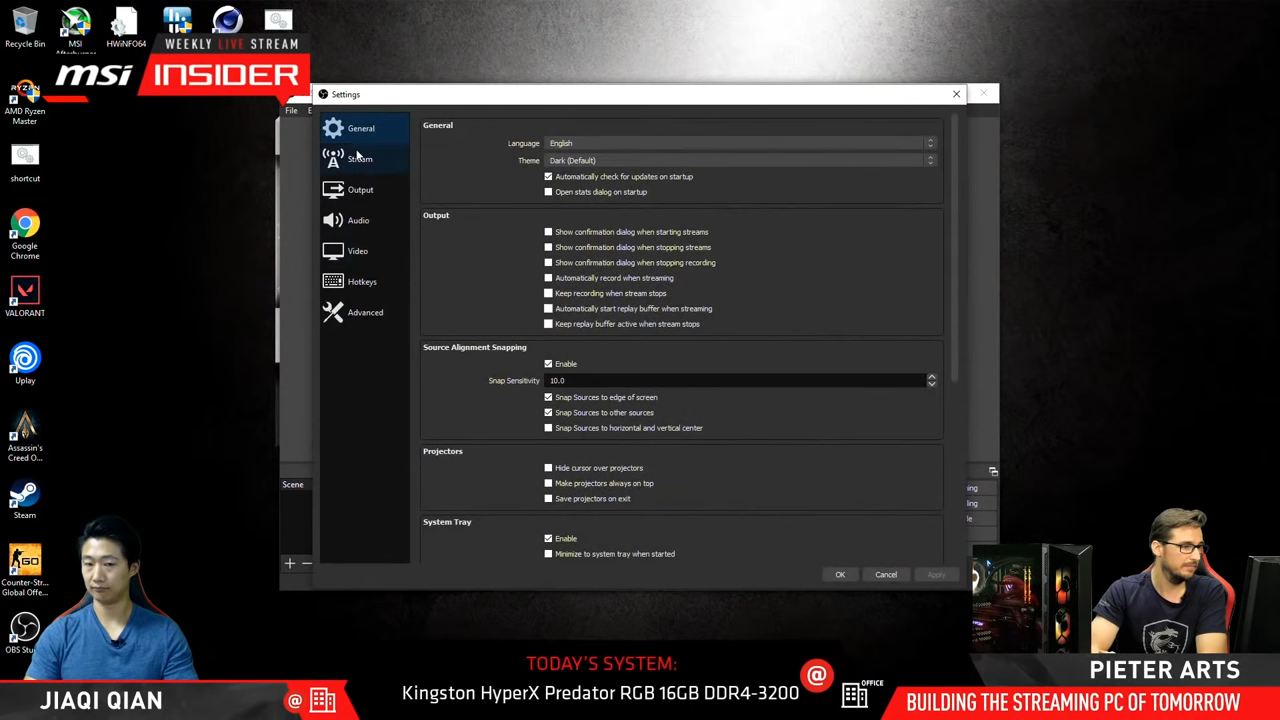 Recycle Bin
MSI
HWiNFO64
WEEKLY LIVE STREAM
msi INSIDER
AMD Ryzen
Master
shortcut
Google
Chrome
VALORANT
Uplay
Assassin's
Creed O...
Steam
GO
Counter-Str...
Global Offe...
Settings
File
General
Stream
Output
Audio
Video
Hotkeys
Advanced
General
Language English
Theme Dark (Default)
Automatically check for updates on startup
Open stats dialog on startup
Output
Show confirmation dialog when starting streams
Show confirmation dialog when stopping streams
Show confirmation dialog when stopping recording
Automatically record when streaming
Keep recording when stream stops
Automatically start replay buffer when streaming
Keep replay buffer active when stream stops
Source Alignment Snapping
Enable
Snap Sensitivity 10.0
Snap Sources to edge of screen
Snap Sources to other sources
Snap Sources to horizontal and vertical center
Projectors
Hide cursor over projectors
Make projectors always on top
Save projectors on exit
System Tray
Enable
Minimize to system tray when started
OK Cancel Apply
Scene
TODAY'S SYSTEM:
Kingston HyperX Predator RGB 16GB DDR4-3200
JIAQI QIAN
@
@ OFFICE
PIETER ARTS
BUILDING THE STREAMING PC OF TOMORROW